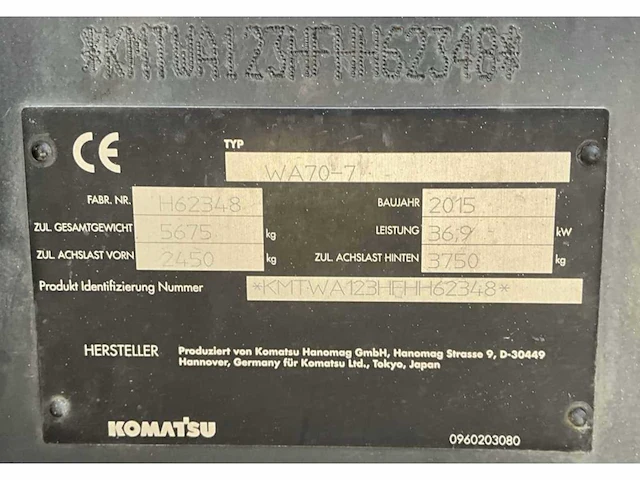 *KMTWA123HFHH62348*
CE
TYP
WA70-7
FABR. NR. H62348 BAUJAHR 2015
ZUL. GESAMTGEWICHT 5675 kg LEISTUNG 36,9 kW
ZUL. ACHSLAST VORN 2450 kg ZUL. ACHSLAST HINTEN 3750 kg
Produkt Identifizierung Nummer *KMTWA123HFHH62348*
HERSTELLER Produziert von Komatsu Hanomag GmbH, Hanomag Strasse 9, D-30449
Hannover, Germany für Komatsu Ltd., Tokyo, Japan
KOMATSU
0960203080